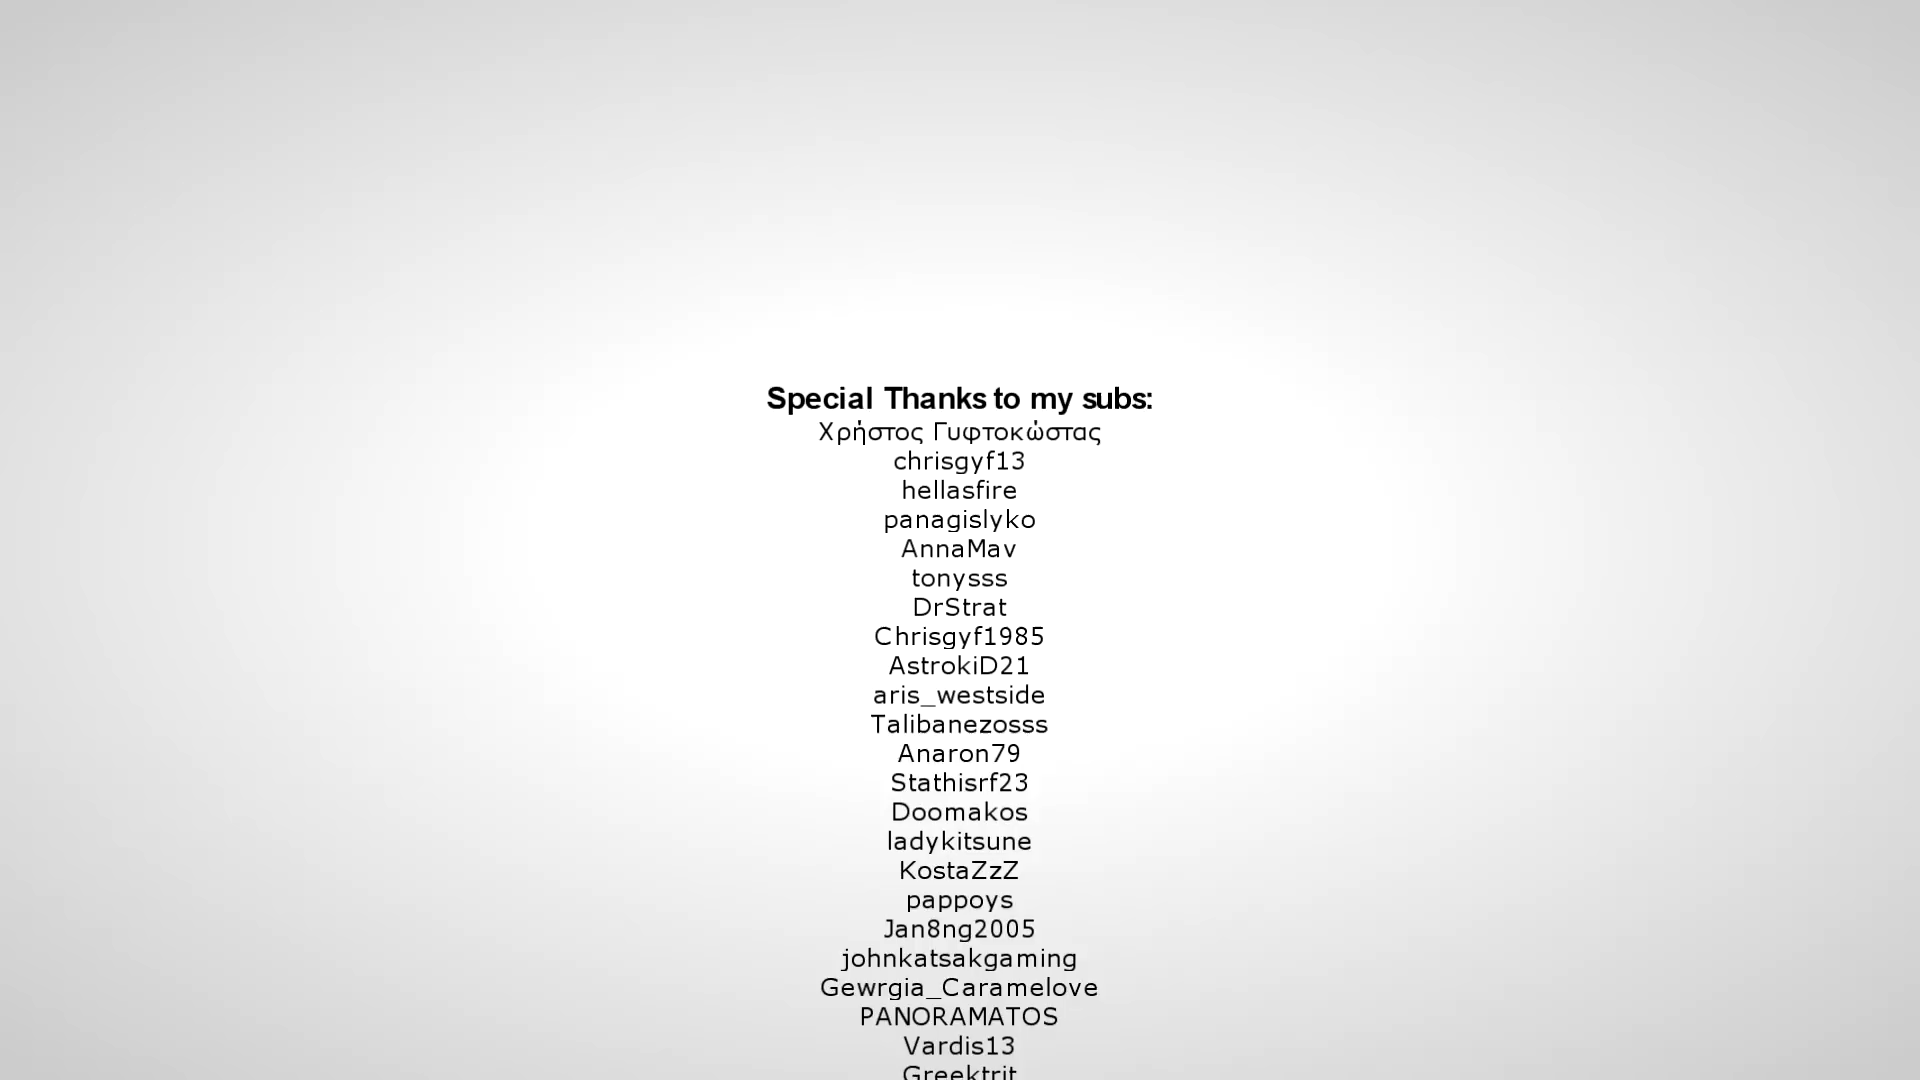 Special Thanks to my subs:
Χρήστος Γυφτοκώστας
chrisgyf13
hellasfire
panagislyko
AnnaMav
tonysss
DrStrat
Chrisgyf1985
AstrokiD21
aris_westside
Talibanezosss
Anaron79
Stathisrf23
Doomakos
ladykitsune
KostaZzZ
pappoys
Jan8ng2005
johnkatsakgaming
Gewrgia_Caramelove
PANORAMATOS
Vardis13
Greektrit